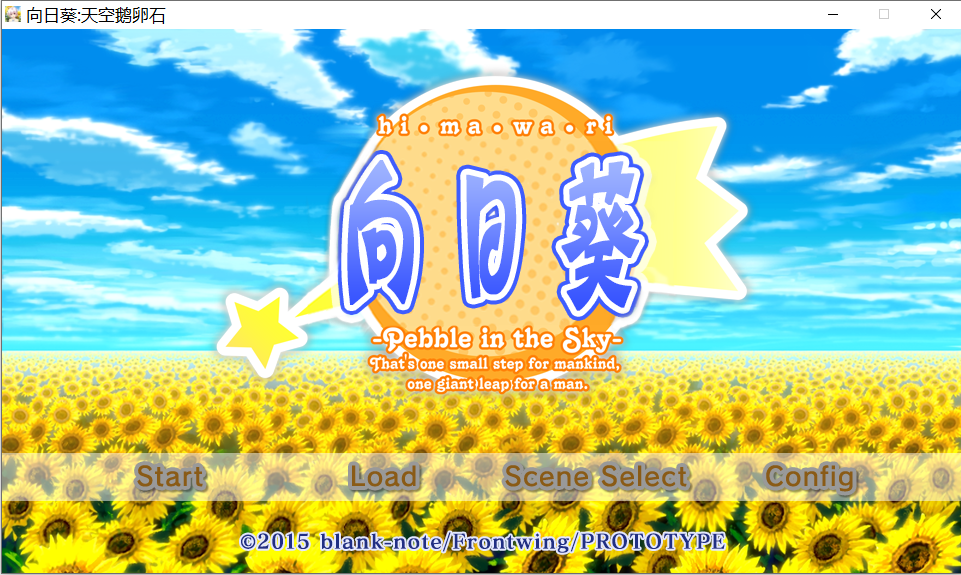 向日葵:天空鹅卵石
hi・ma・wa・ri
向日葵
-Pebble in the Sky-
That's one small step for mankind,
one giant leap for a man.
Start Load Scene Select Config
©2015 blank-note/Frontwing/PROTOTYPE